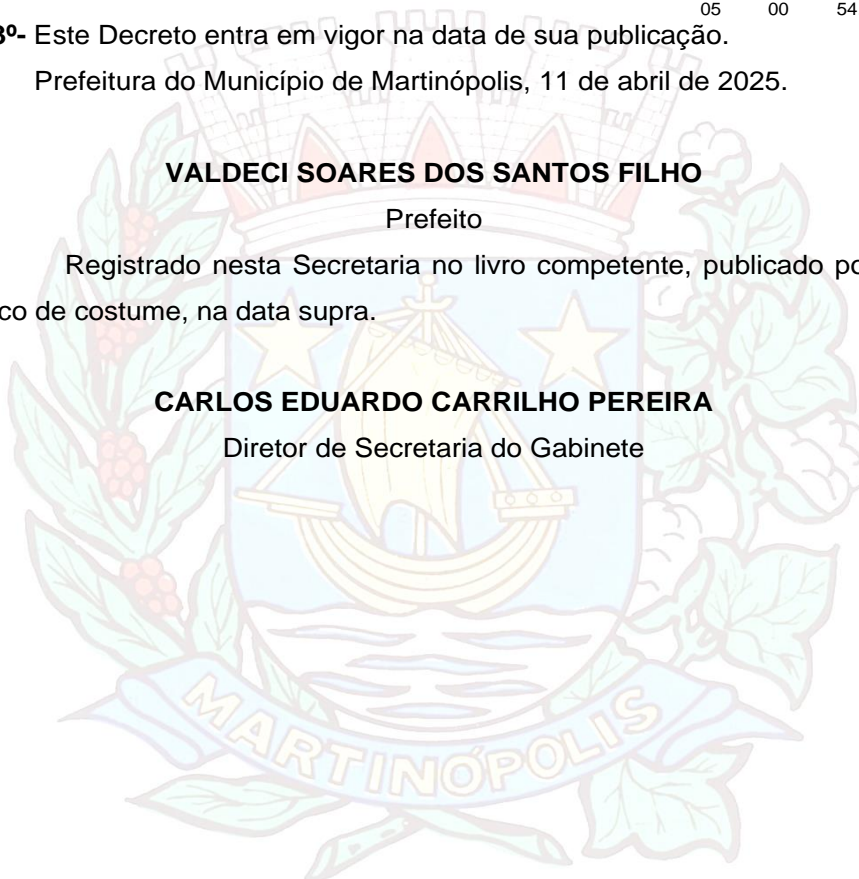 05 00 54
3º- Este Decreto entra em vigor na data de sua publicação.
Prefeitura do Município de Martinópolis, 11 de abril de 2025.
VALDECI SOARES DOS SANTOS FILHO
Prefeito
Registrado nesta Secretaria no livro competente, publicado po
co de costume, na data supra.
CARLOS EDUARDO CARRILHO PEREIRA
Diretor de Secretaria do Gabinete
MARTINÓPOLIS